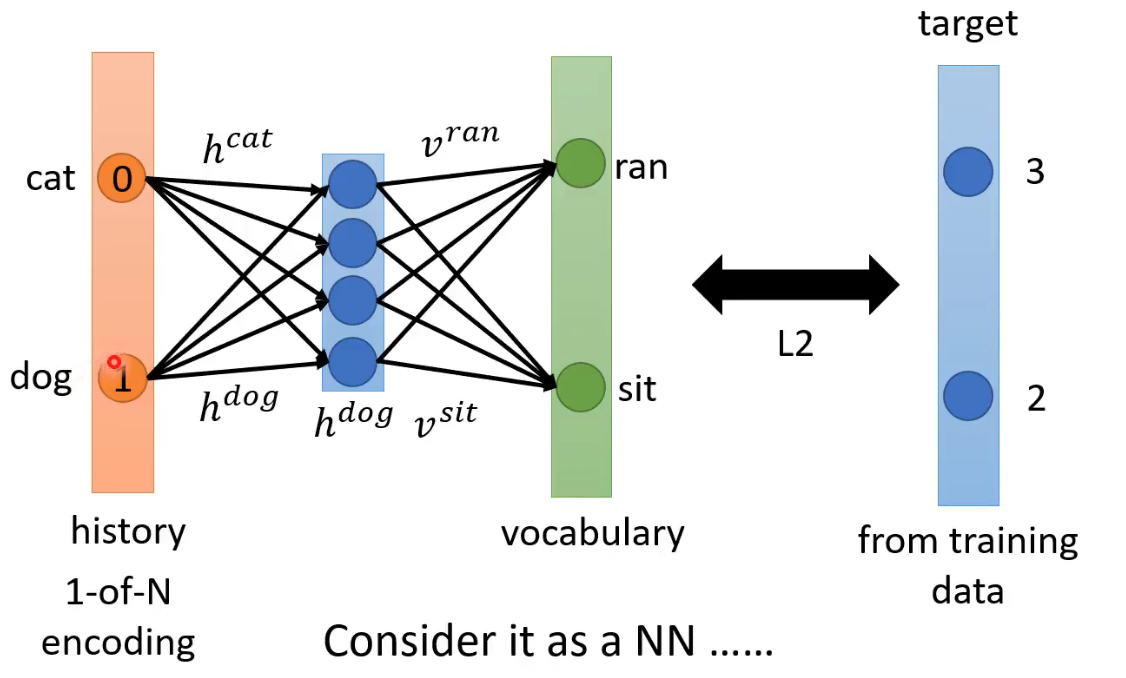 target
cat
0
h^{cat}
v^{ran}
ran
3
dog
1
h^{dog}
h^{dog}
v^{sit}
sit
L2
2
history
1-of-N
encoding
vocabulary
from training
data
Consider it as a NN ……